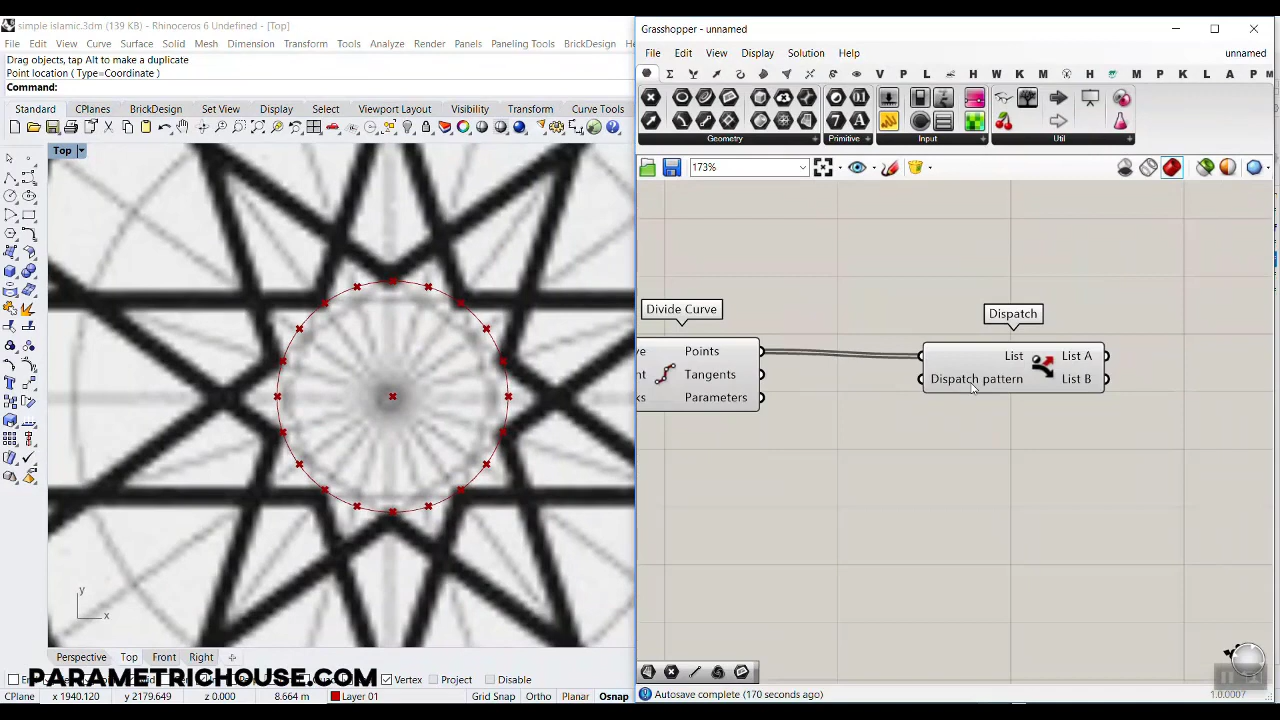 simple islamic.3dm (139 KB) - Rhinoceros 6 Undefined - [Top]
File Edit View Curve Surface Solid Mesh Dimension Transform Tools Analyze Render Panels Paneling Tools BrickDesign
Drag objects, tap Alt to make a duplicate
Point location ( Type=Coordinate )
Command:
Standard CPlanes BrickDesign Set View Display Select Viewport Layout Visibility Transform Curve Tools
Top
y
x
Perspective Top Front Right
PARAMETRICHOUSE.COM
Vertex Project Disable
CPlane x 1940.120 y 2179.649 z 0.000 8.664 m Layer 01 Grid Snap Ortho Planar Osnap
Grasshopper - unnamed
File Edit View Display Solution Help unnamed
V P L H W K M H M P K L A P M
Geometry Primitive Input Util
173%
Divide Curve
Points
Tangents
Parameters
Dispatch
List List A
Dispatch pattern List B
Autosave complete (170 seconds ago) 1.0.0007